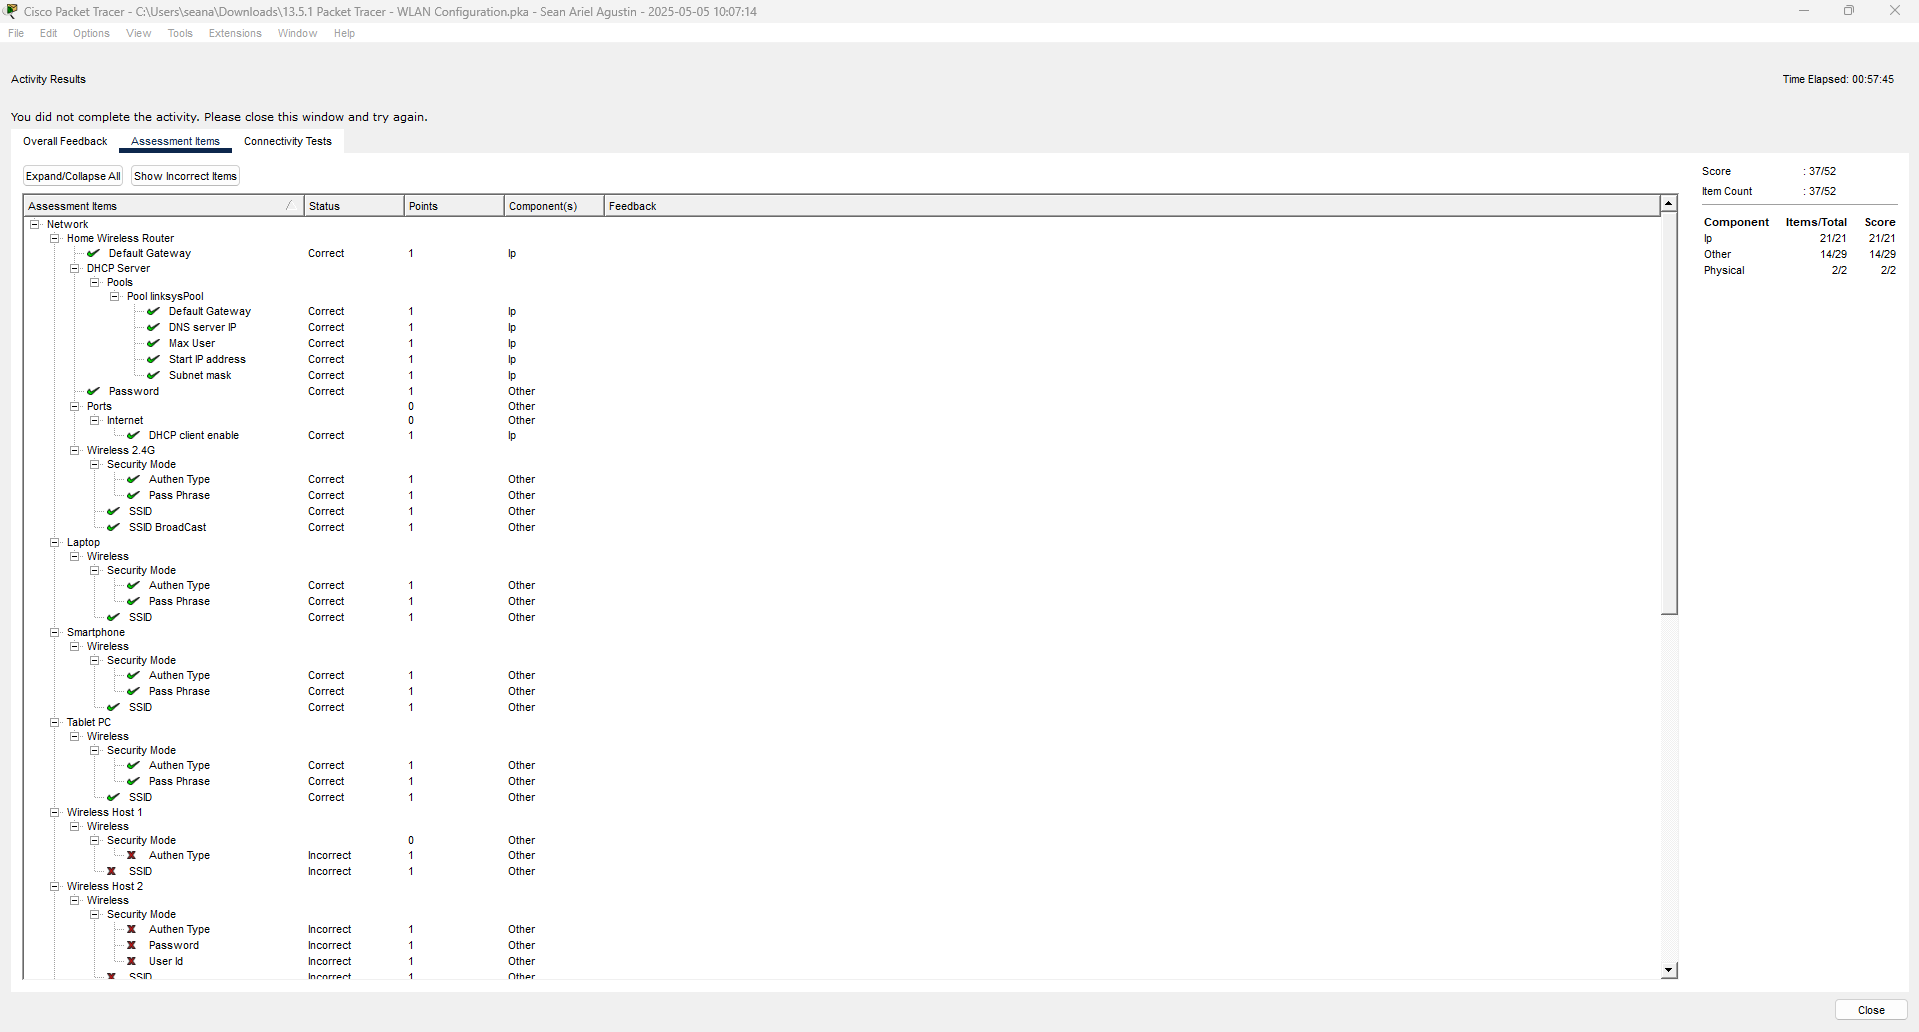 Cisco Packet Tracer - C:\Users\seana\Downloads\13.5.1 Packet Tracer - WLAN Configuration.pka - Sean Ariel Agustin - 2025-05-05 10:07:14
File Edit Options View Tools Extensions Window Help
Activity Results
Time Elapsed: 00:57:45
You did not complete the activity. Please close this window and try again.
Overall Feedback Assessment Items Connectivity Tests
Expand/Collapse All Show Incorrect Items
Assessment Items Status Points Component(s) Feedback
Network
Home Wireless Router
Default Gateway Correct 1 Ip
DHCP Server
Pools
Pool linksysPool
Default Gateway Correct 1 Ip
DNS server IP Correct 1 Ip
Max User Correct 1 Ip
Start IP address Correct 1 Ip
Subnet mask Correct 1 Ip
Password Correct 1 Other
Ports 0 Other
Internet 0 Other
DHCP client enable Correct 1 Ip
Wireless 2.4G
Security Mode
Authen Type Correct 1 Other
Pass Phrase Correct 1 Other
SSID Correct 1 Other
SSID BroadCast Correct 1 Other
Laptop
Wireless
Security Mode
Authen Type Correct 1 Other
Pass Phrase Correct 1 Other
SSID Correct 1 Other
Smartphone
Wireless
Security Mode
Authen Type Correct 1 Other
Pass Phrase Correct 1 Other
SSID Correct 1 Other
Tablet PC
Wireless
Security Mode
Authen Type Correct 1 Other
Pass Phrase Correct 1 Other
SSID Correct 1 Other
Wireless Host 1
Wireless
Security Mode 0 Other
Authen Type Incorrect 1 Other
SSID Incorrect 1 Other
Wireless Host 2
Wireless
Security Mode
Authen Type Incorrect 1 Other
Password Incorrect 1 Other
User Id Incorrect 1 Other
SSID Incorrect 1 Other
Score : 37/52
Item Count : 37/52
Component Items/Total Score
Ip 21/21 21/21
Other 14/29 14/29
Physical 2/2 2/2
Close